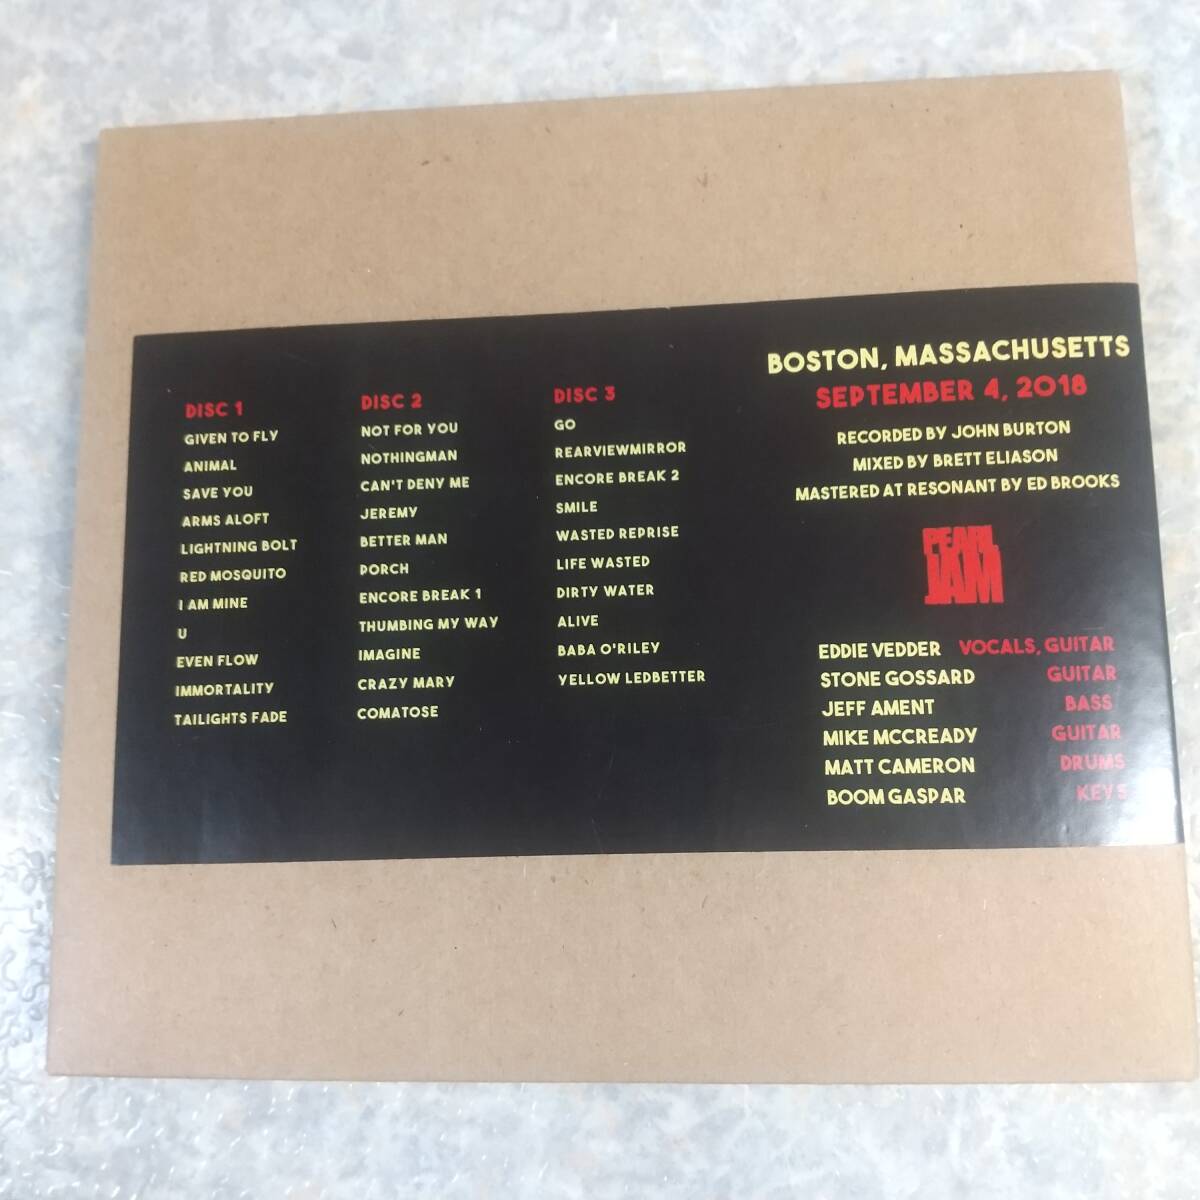 DISC 1
GIVEN TO FLY
ANIMAL
SAVE YOU
ARMS ALOFT
LIGHTNING BOLT
RED MOSQUITO
I AM MINE
U
EVEN FLOW
IMMORTALITY
TAILIGHTS FADE
DISC 2
NOT FOR YOU
NOTHINGMAN
CAN'T DENY ME
JEREMY
BETTER MAN
PORCH
ENCORE BREAK 1
THUMBING MY WAY
IMAGINE
CRAZY MARY
COMATOSE
DISC 3
GO
REARVIEWMIRROR
ENCORE BREAK 2
SMILE
WASTED REPRISE
LIFE WASTED
DIRTY WATER
ALIVE
BABA O'RILEY
YELLOW LEDBETTER
BOSTON, MASSACHUSETTS
SEPTEMBER 4, 2018
RECORDED BY JOHN BURTON
MIXED BY BRETT ELIASON
MASTERED AT RESONANT BY ED BROOKS
PEARL
JAM
EDDIE VEDDER VOCALS, GUITAR
STONE GOSSARD GUITAR
JEFF AMENT BASS
MIKE MCCREADY GUITAR
MATT CAMERON DRUMS
BOOM GASPAR KEYS